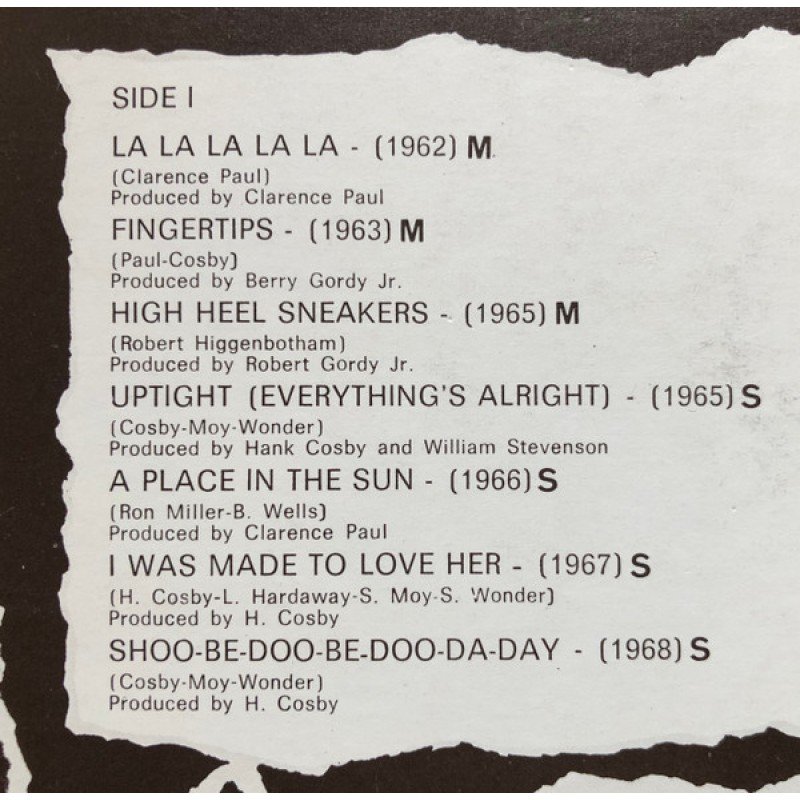 SIDE I
LA LA LA LA LA - (1962) M
(Clarence Paul)
Produced by Clarence Paul
FINGERTIPS - (1963) M
(Paul-Cosby)
Produced by Berry Gordy Jr.
HIGH HEEL SNEAKERS - (1965) M
(Robert Higgenbotham)
Produced by Robert Gordy Jr.
UPTIGHT (EVERYTHING'S ALRIGHT) - (1965) S
(Cosby-Moy-Wonder)
Produced by Hank Cosby and William Stevenson
A PLACE IN THE SUN - (1966) S
(Ron Miller-B. Wells)
Produced by Clarence Paul
I WAS MADE TO LOVE HER - (1967) S
(H. Cosby-L. Hardaway-S. Moy-S. Wonder)
Produced by H. Cosby
SHOO-BE-DOO-BE-DOO-DA-DAY - (1968) S
(Cosby-Moy-Wonder)
Produced by H. Cosby